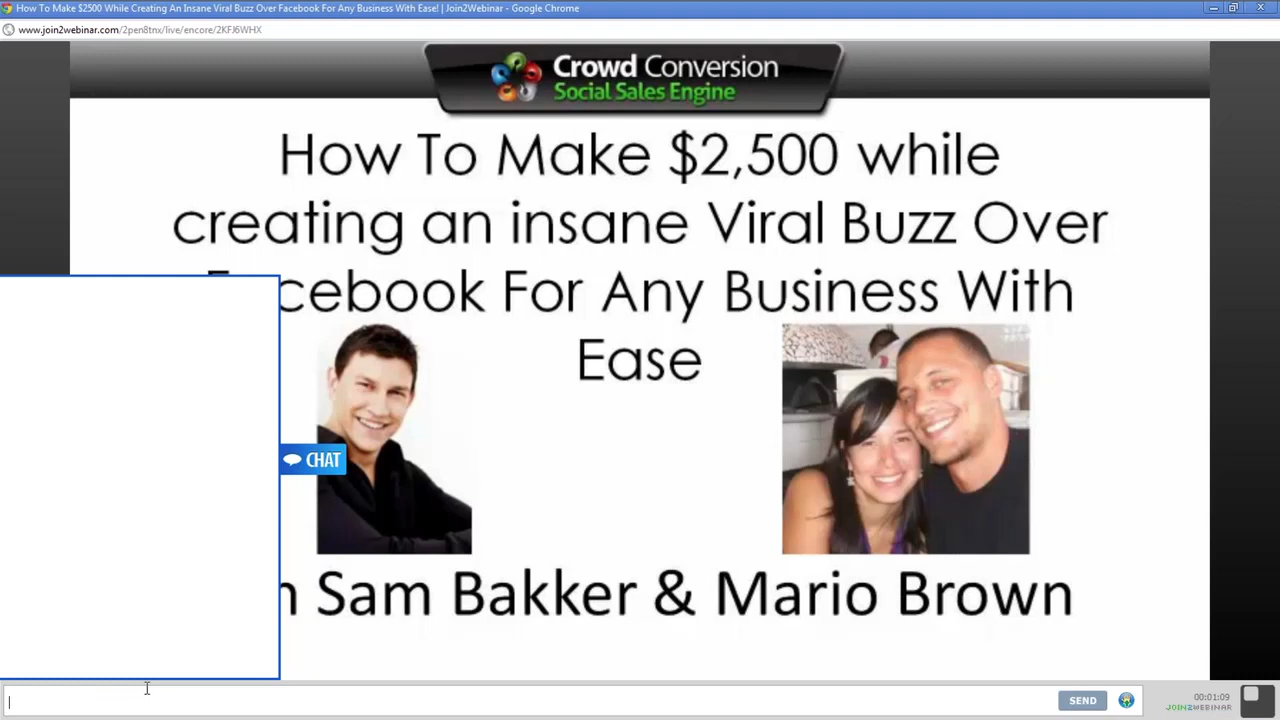 How To Make $2500 While Creating An Insane Viral Buzz Over Facebook For Any Business With Ease! | Join2Webinar - Google Chrome
www.join2webinar.com/2pen8tnx/live/encore/2KFJ6WHX
Crowd Conversion
Social Sales Engine
How To Make $2,500 while
creating an insane Viral Buzz Over
Facebook For Any Business With
Ease
CHAT
Sam Bakker & Mario Brown
SEND
00:01:09
JOIN2WEBINAR